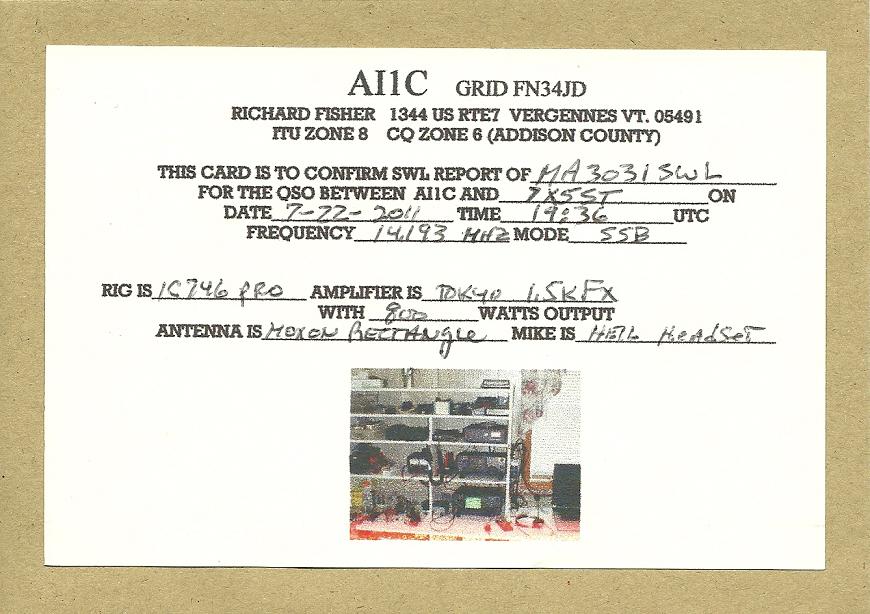 AI1C GRID FN34JD
RICHARD FISHER 1344 US RTE7 VERGENNES VT. 05491
ITU ZONE 8 CQ ZONE 6 (ADDISON COUNTY)
THIS CARD IS TO CONFIRM SWL REPORT OF MA3031SWL
FOR THE QSO BETWEEN AI1C AND 7X5ST ON
DATE 7-22-2011 TIME 19:36 UTC
FREQUENCY 14.193 MHz MODE SSB
RIG IS IC746 PRO AMPLIFIER IS TOKYO 1.5KFX
WITH 800 WATTS OUTPUT
ANTENNA IS MOXON RECTANGLE MIKE IS HEIL HeadSeT